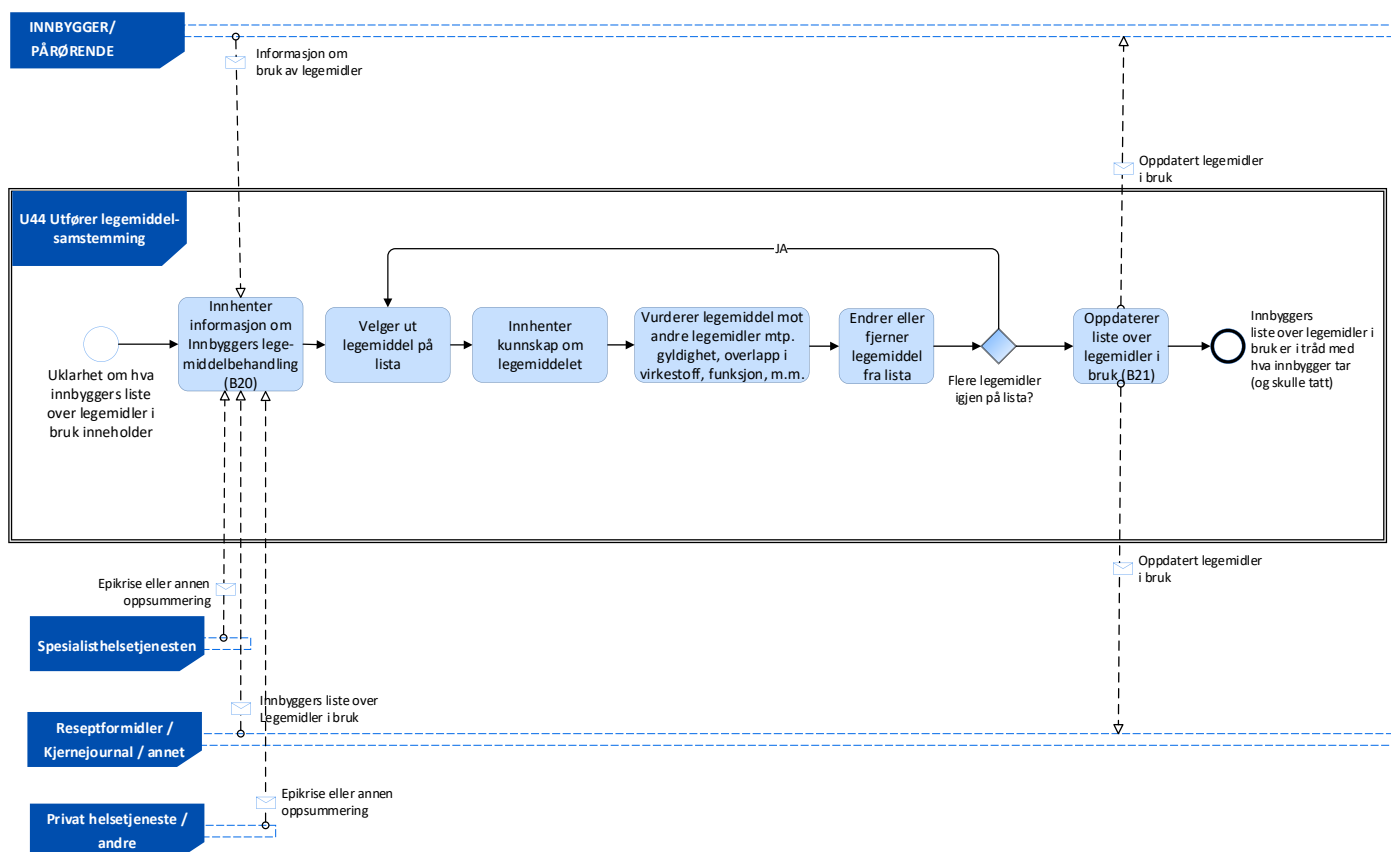 INNBYGGER/
PÅRØRENDE
Informasjon om
bruk av legemidler
Oppdatert legemidler
i bruk
U44 Utfører legemiddel-
samstemming
JA
Uklarhet om hva
innbyggers liste
over legemidler i
bruk inneholder
Innhenter
informasjon om
Innbyggers lege-
middelbehandling
(B20)
Velger ut
legemiddel på
lista
Innhenter
kunnskap om
legemiddelet
Vurderer legemiddel mot
andre legemidler mtp.
gyldighet, overlapp i
virkestoff, funksjon, m.m.
Endrer eller
fjerner
legemiddel
fra lista
Flere legemidler
igjen på lista?
Oppdaterer
liste over
legemidler i
bruk (B21)
Innbyggers
liste over legemidler i
bruk er i tråd med
hva innbygger tar
(og skulle tatt)
Epikrise eller annen
oppsummering
Oppdatert legemidler
i bruk
Spesialisthelsetjenesten
Innbyggers liste over
Legemidler i bruk
Reseptformidler /
Kjernejournal / annet
Epikrise eller annen
oppsummering
Privat helsetjeneste /
andre